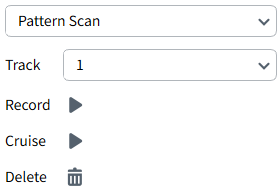 Pattern Scan
Track 1
Record
Cruise
Delete